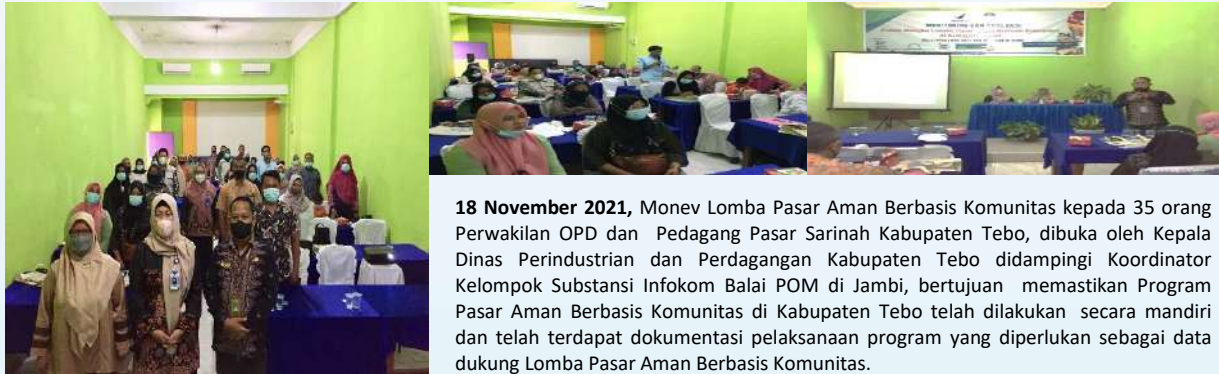 18 November 2021, Monev Lomba Pasar Aman Berbasis Komunitas kepada 35 orang
Perwakilan OPD dan Pedagang Pasar Sarinah Kabupaten Tebo, dibuka oleh Kepala
Dinas Perindustrian dan Perdagangan Kabupaten Tebo didampingi Koordinator
Kelompok Substansi Infokom Balai POM di Jambi, bertujuan memastikan Program
Pasar Aman Berbasis Komunitas di Kabupaten Tebo telah dilakukan secara mandiri
dan telah terdapat dokumentasi pelaksanaan program yang diperlukan sebagai data
dukung Lomba Pasar Aman Berbasis Komunitas.